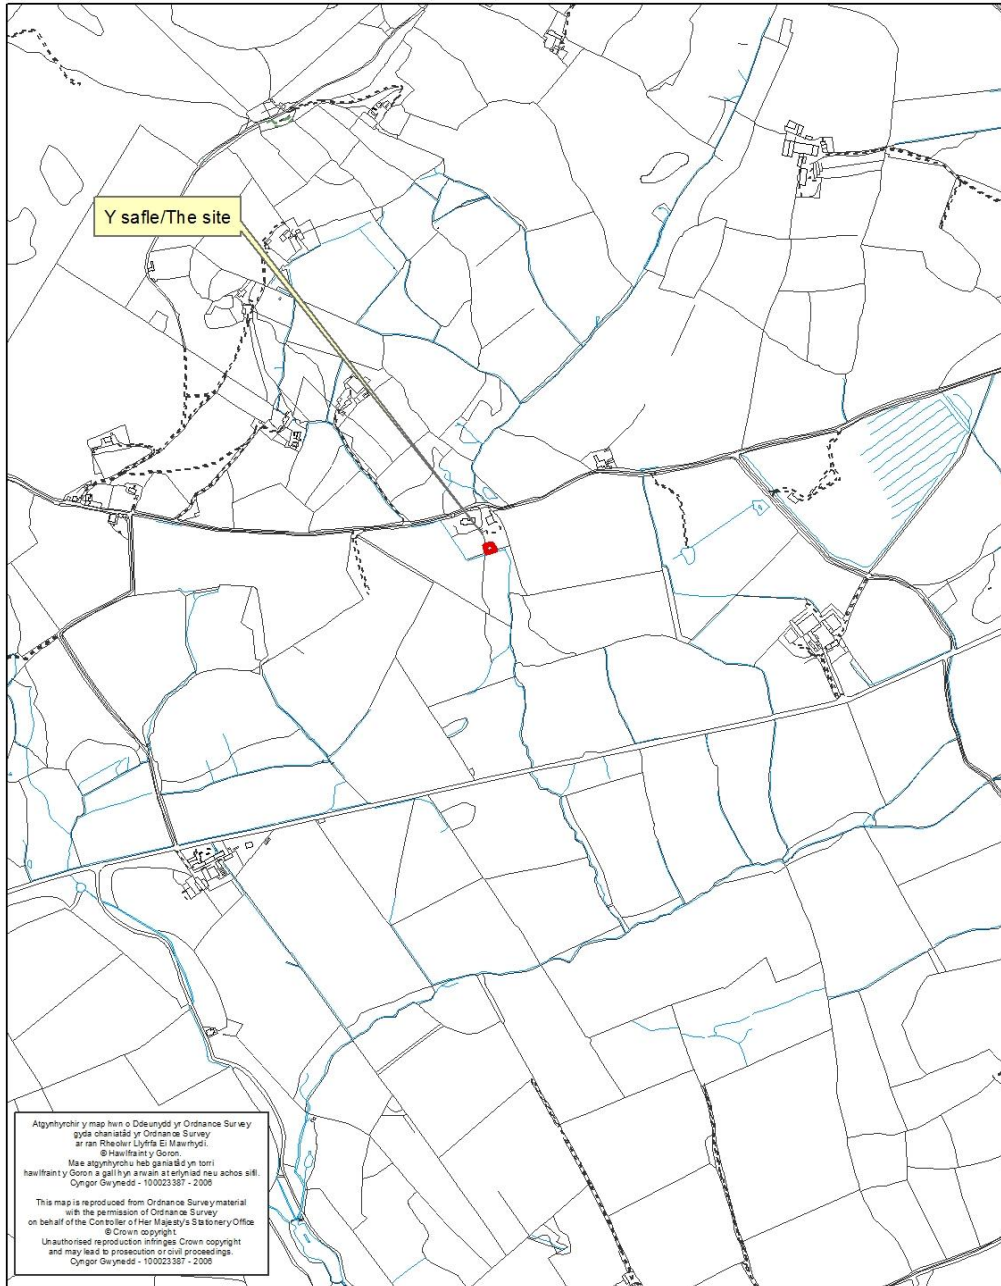 Y safle/The site
Atgynhyrchir y map hwn o Ddeunydd yr Ordnance Survey
gyda chaniatâd yr Ordnance Survey
ar ran Rheolwr Llyfrfa Ei Mawrhydi.
© Hawlfraint y Goron.
Mae atgynhyrchu heb ganiatâd yn torri
hawlfraint y Goron a gall hyn arwain at erlyniad neu achos sifil.
Cyngor Gwynedd - 100023387 - 2006
This map is reproduced from Ordnance Survey material
with the permission of Ordnance Survey
on behalf of the Controller of Her Majesty's Stationery Office
© Crown copyright.
Unauthorised reproduction infringes Crown copyright
and may lead to prosecution or civil proceedings.
Cyngor Gwynedd - 100023387 - 2006